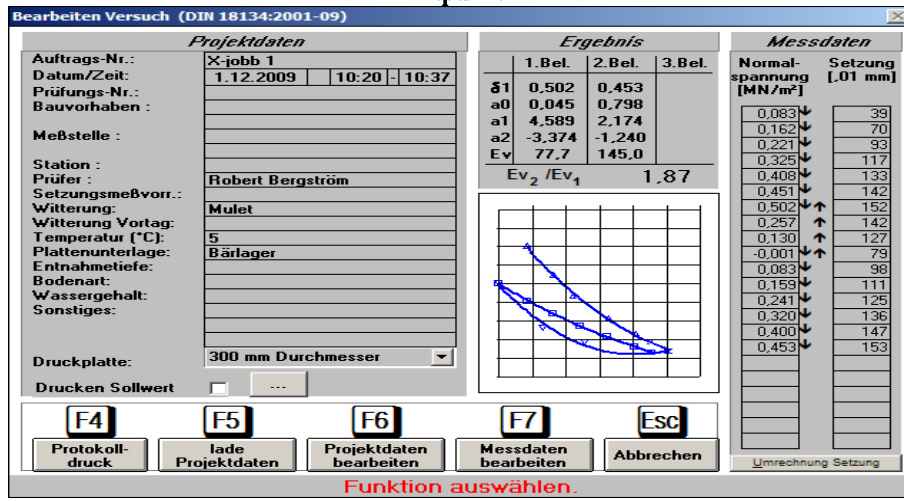 Bearbeiten Versuch (DIN 18134:2001-09)
Projektdaten
Auftrags-Nr.: X-jobb 1
Datum/Zeit: 1.12.2009 10:20 - 10:37
Prüfungs-Nr.:
Bauvorhaben :
Meßstelle :
Station :
Prüfer : Robert Bergström
Setzungsmeßvorr.:
Witterung: Mulet
Witterung Vortag:
Temperatur (°C): 5
Plattenunterlage: Bärlager
Entnahmetiefe:
Bodenart:
Wassergehalt:
Sonstiges:
Druckplatte: 300 mm Durchmesser
Drucken Sollwert ...
Ergebnis
1.Bel. 2.Bel. 3.Bel.
δ1 0,502 0,453
a0 0,045 0,798
a1 4,589 2,174
a2 -3,374 -1,240
Ev 77,7 145,0
Ev2 /Ev1 1,87
Messdaten
Normal- Setzung
spannung [,01 mm]
[MN/m²]
0,083 39
0,162 70
0,221 93
0,325 117
0,408 133
0,451 142
0,502 152
0,257 142
0,130 127
-0,001 79
0,083 98
0,159 111
0,241 125
0,320 136
0,400 147
0,453 153
Umrechnung Setzung
F4 F5 F6 F7 Esc
Protokoll-
druck
lade
Projektdaten
Projektdaten
bearbeiten
Messdaten
bearbeiten
Abbrechen
Funktion auswählen.